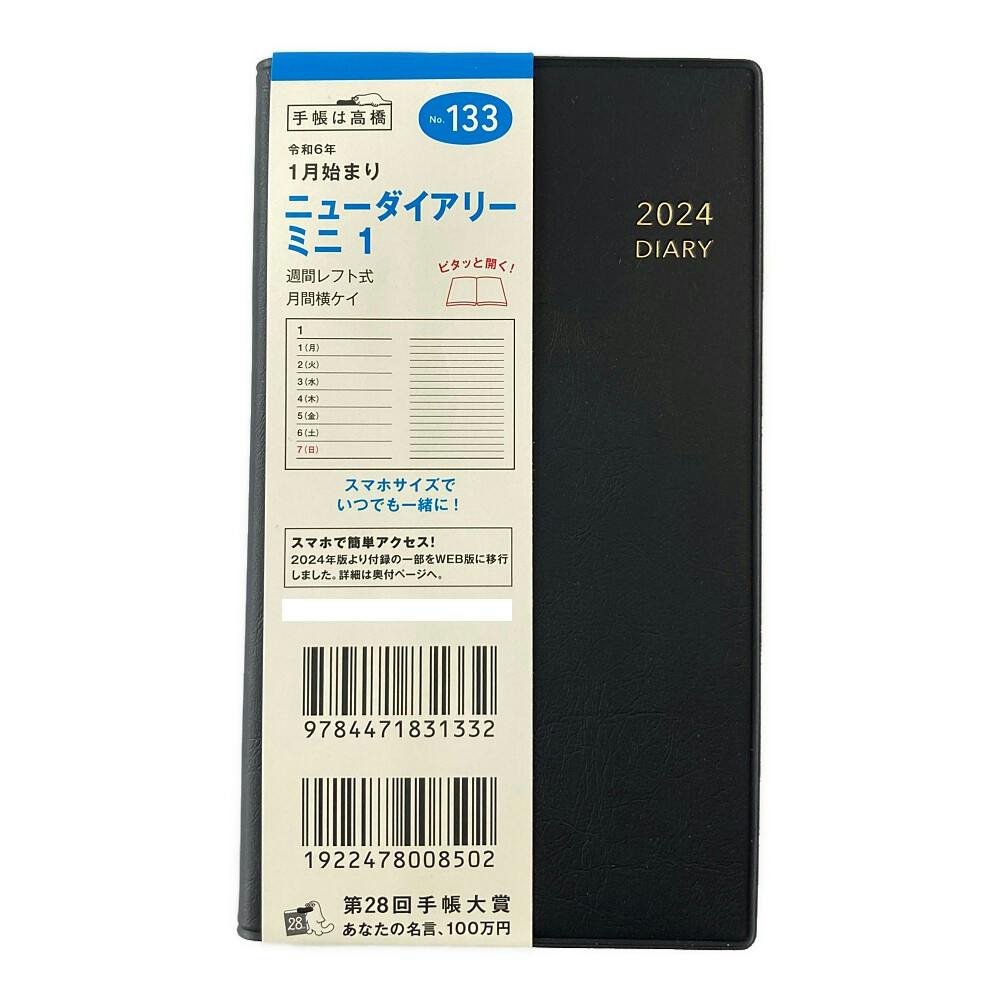 手帳は高橋
No. 133
令和6年
1月始まり
ニューダイアリー
ミニ 1
週間レフト式
月間横ケイ
ピタッと開く!
1
1(月)
2(火)
3(水)
4(木)
5(金)
6(土)
7(日)
スマホサイズで
いつでも一緒に!
スマホで簡単アクセス!
2024年版より付録の一部をWEB版に移行
しました。詳細は奥付ページへ。
9784471831332
1922478008502
28
第28回手帳大賞
あなたの名言、100万円
2024
DIARY